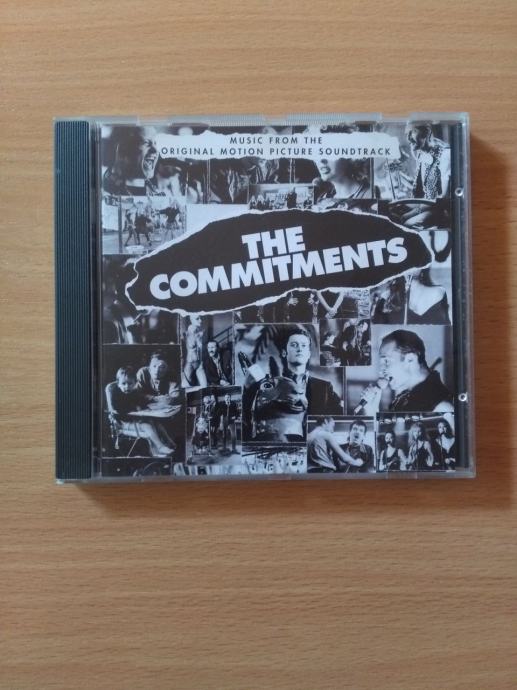 MUSIC FROM THE
ORIGINAL MOTION PICTURE SOUNDTRACK
THE
COMMITMENTS